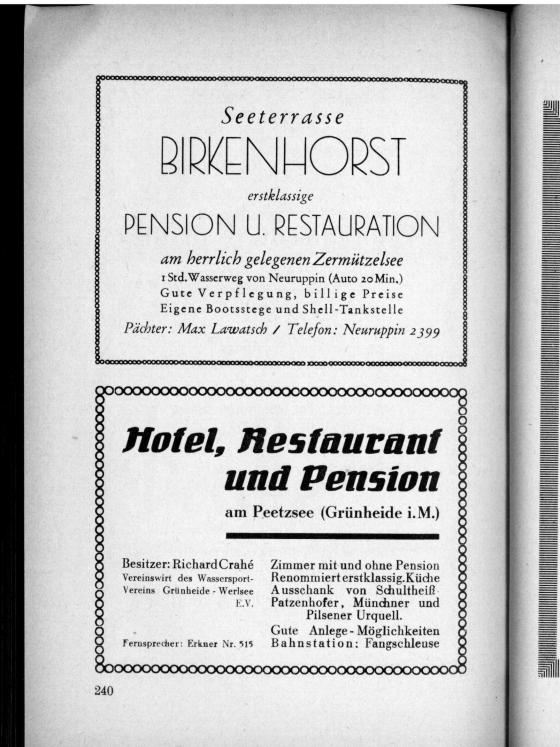 Seeterrasse
BIRKENHORST
erstklassige
PENSION U. RESTAURATION
am herrlich gelegenen Zermützelsee
1 Std. Wasserweg von Neuruppin (Auto 20 Min.)
Gute Verpflegung, billige Preise
Eigene Bootsstege und Shell-Tankstelle
Pächter: Max Lawatsch / Telefon: Neuruppin 2399
Hotel, Restaurant
und Pension
am Peetzsee (Grünheide i. M.)
Besitzer: Richard Crahé
Vereinswirt des Wassersport-
Vereins Grünheide - Werlsee
E.V.
Fernsprecher: Erkner Nr. 515
Zimmer mit und ohne Pension
Renommiert erstklassig. Küche
Ausschank von Schultheiß-
Patzenhofer, Münchner und
Pilsener Urquell.
Gute Anlege - Möglichkeiten
Bahnstation: Fangschleuse
240